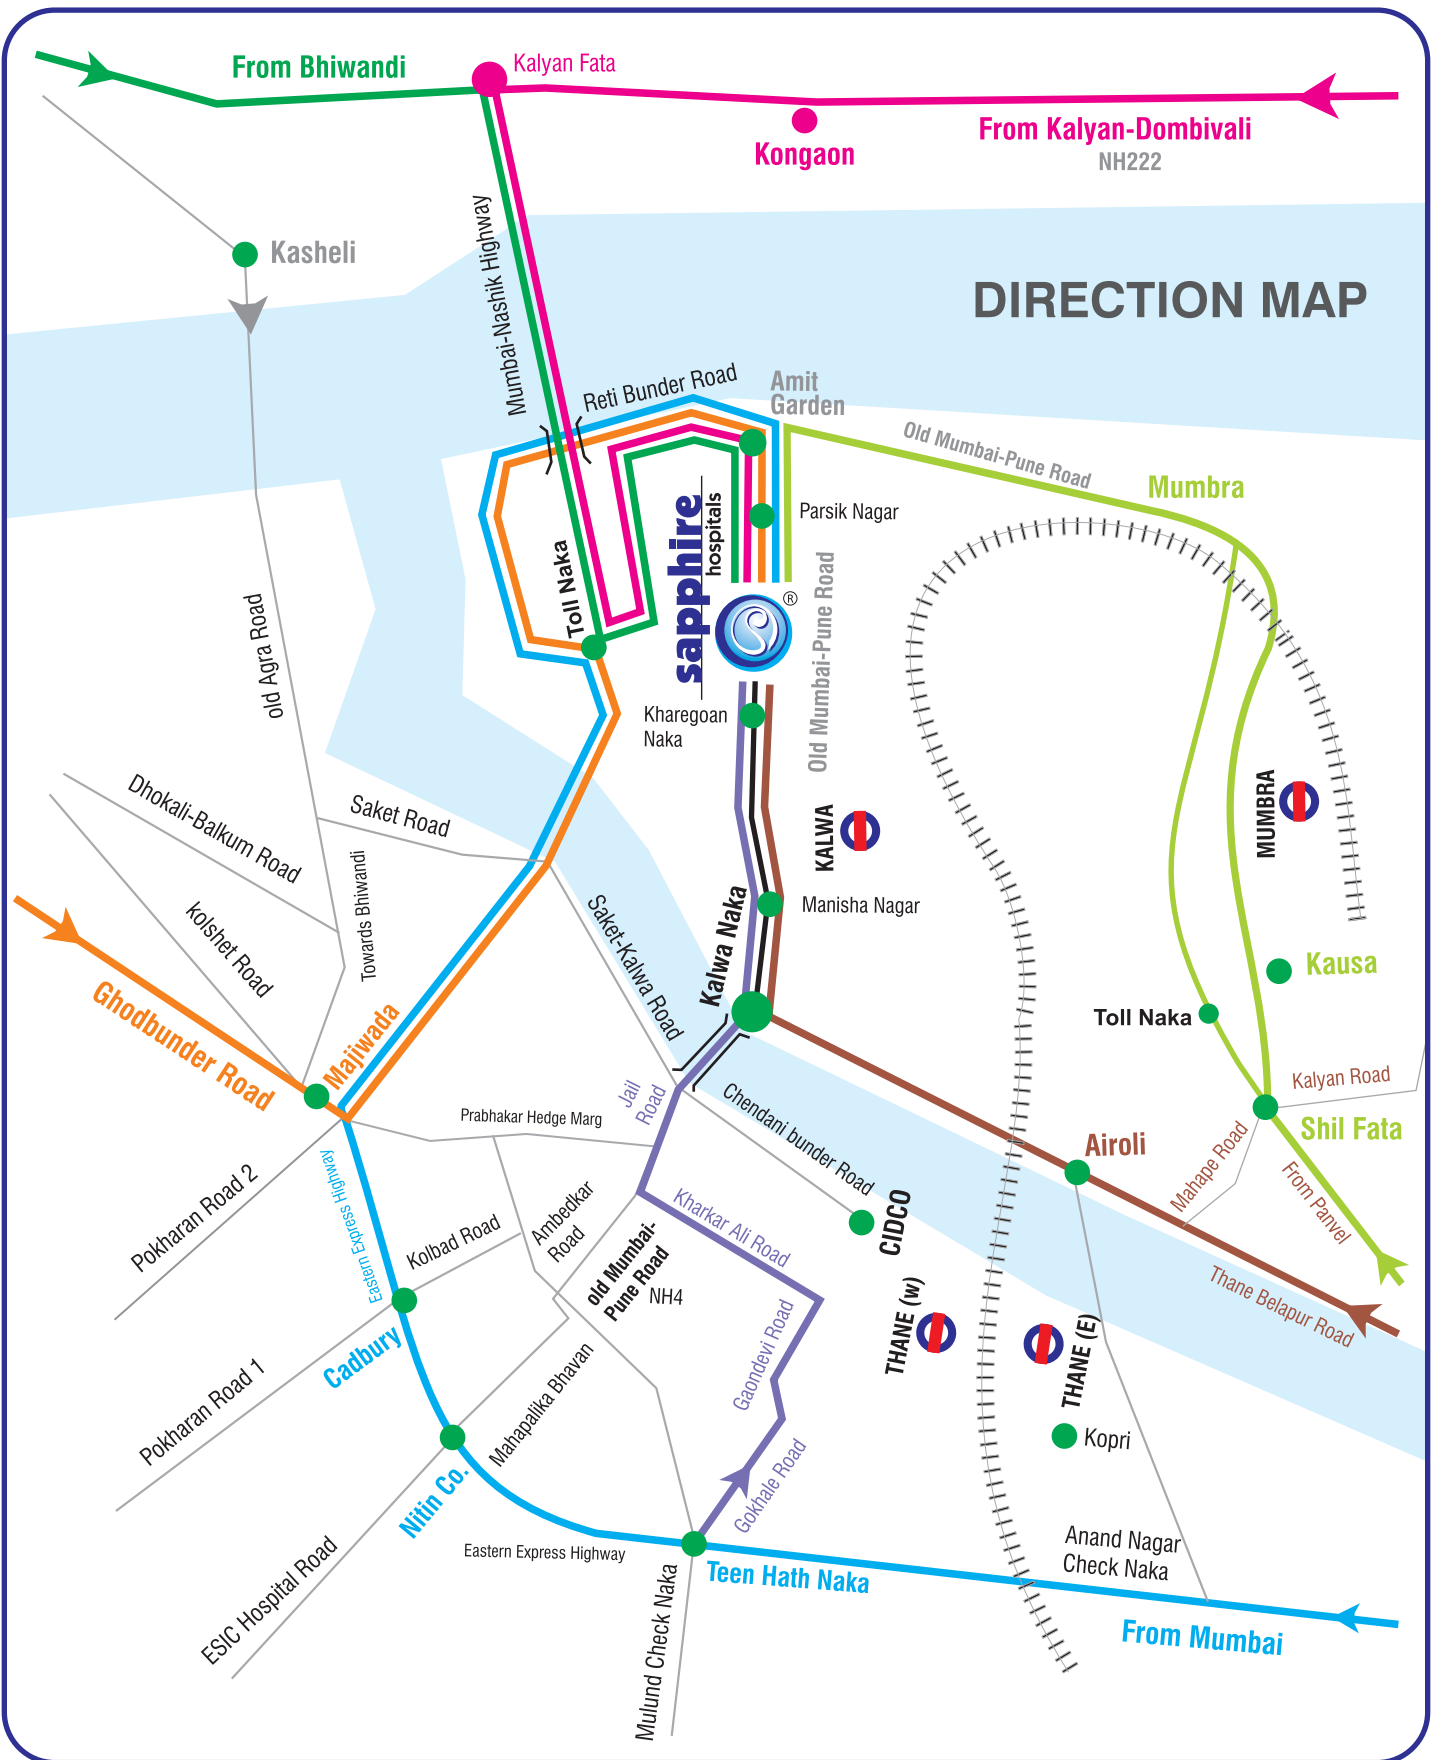 From Bhiwandi
Kalyan Fata
Kongaon
From Kalyan-Dombivali
NH222
Kasheli
Mumbai-Nashik Highway
DIRECTION MAP
Reti Bunder Road
Amit
Garden
Old Mumbai-Pune Road
Mumbra
Parsik Nagar
sapphire
hospitals
®
Toll Naka
Old Mumbai-Pune Road
old Agra Road
Kharegoan
Naka
Dhokali-Balkum Road
Saket Road
KALWA
MUMBRA
Towards Bhiwandi
kolshet Road
Saket-Kalwa Road
Kalwa Naka
Manisha Nagar
Kausa
Ghodbunder Road
Majiwada
Toll Naka
Kalyan Road
Shil Fata
Jail
Road
Prabhakar Hedge Marg
Chendani bunder Road
Airoli
Mahape Road
From Panvel
Pokharan Road 2
Eastern Express Highway
Kolbad Road
Ambedkar
Road
Kharkar Ali Road
CIDCO
old Mumbai-
Pune Road
NH4
Thane Belapur Road
Cadbury
Gaondevi Road
THANE (w)
THANE (E)
Pokharan Road 1
Mahapalika Bhavan
Kopri
Nitin Co.
Gokhale Road
ESIC Hospital Road
Eastern Express Highway
Teen Hath Naka
Anand Nagar
Check Naka
Mulund Check Naka
From Mumbai